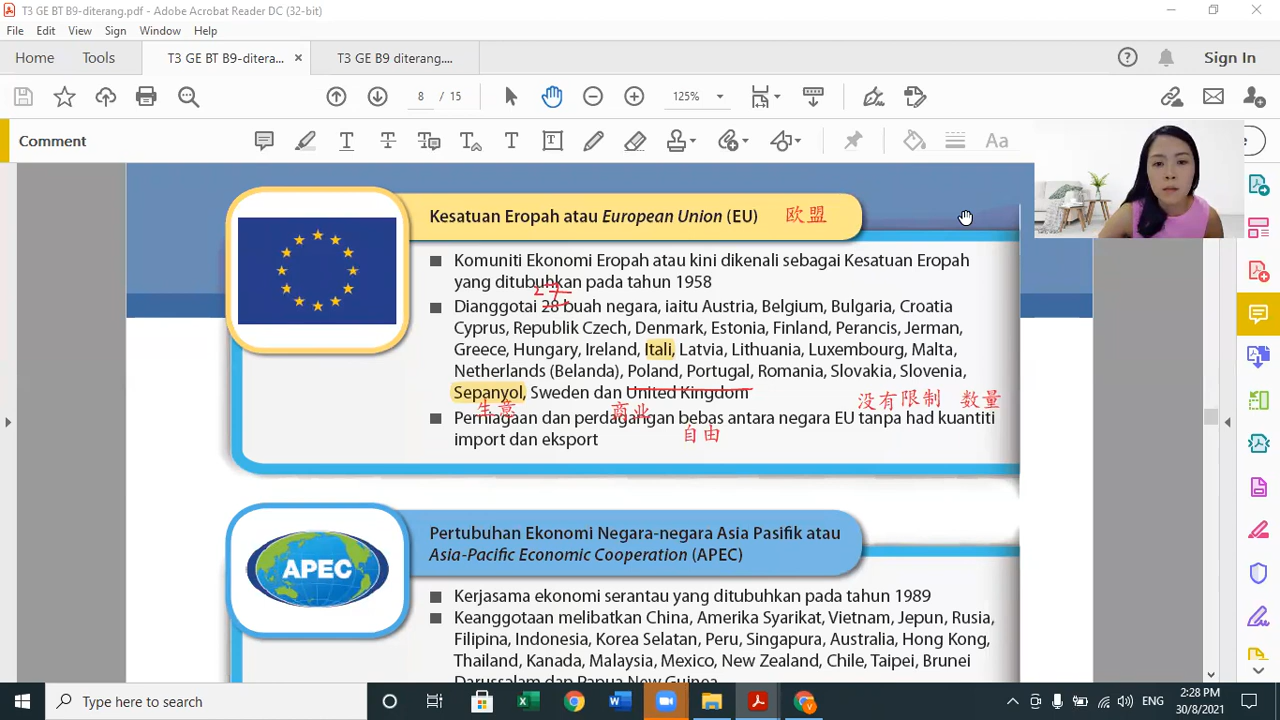 T3 GE BT B9-diterang.pdf - Adobe Acrobat Reader DC (32-bit)
File Edit View Sign Window Help
Home Tools T3 GE BT B9-ditera... T3 GE B9 diterang.... Sign In
8 / 15 125%
Comment
Kesatuan Eropah atau European Union (EU) 欧盟
Komuniti Ekonomi Eropah atau kini dikenali sebagai Kesatuan Eropah
yang ditubuhkan pada tahun 1958
27
Dianggotai 28 buah negara, iaitu Austria, Belgium, Bulgaria, Croatia
Cyprus, Republik Czech, Denmark, Estonia, Finland, Perancis, Jerman,
Greece, Hungary, Ireland, Itali, Latvia, Lithuania, Luxembourg, Malta,
Netherlands (Belanda), Poland, Portugal, Romania, Slovakia, Slovenia,
Sepanyol, Sweden dan United Kingdom
生意 商业 没有限制 数量
Perniagaan dan perdagangan bebas antara negara EU tanpa had kuantiti
自由
import dan eksport
APEC
Pertubuhan Ekonomi Negara-negara Asia Pasifik atau
Asia-Pacific Economic Cooperation (APEC)
Kerjasama ekonomi serantau yang ditubuhkan pada tahun 1989
Keanggotaan melibatkan China, Amerika Syarikat, Vietnam, Jepun, Rusia,
Filipina, Indonesia, Korea Selatan, Peru, Singapura, Australia, Hong Kong,
Thailand, Kanada, Malaysia, Mexico, New Zealand, Chile, Taipei, Brunei
Darussalam dan Papua New Guinea
Type here to search
ENG
2:28 PM
30/8/2021